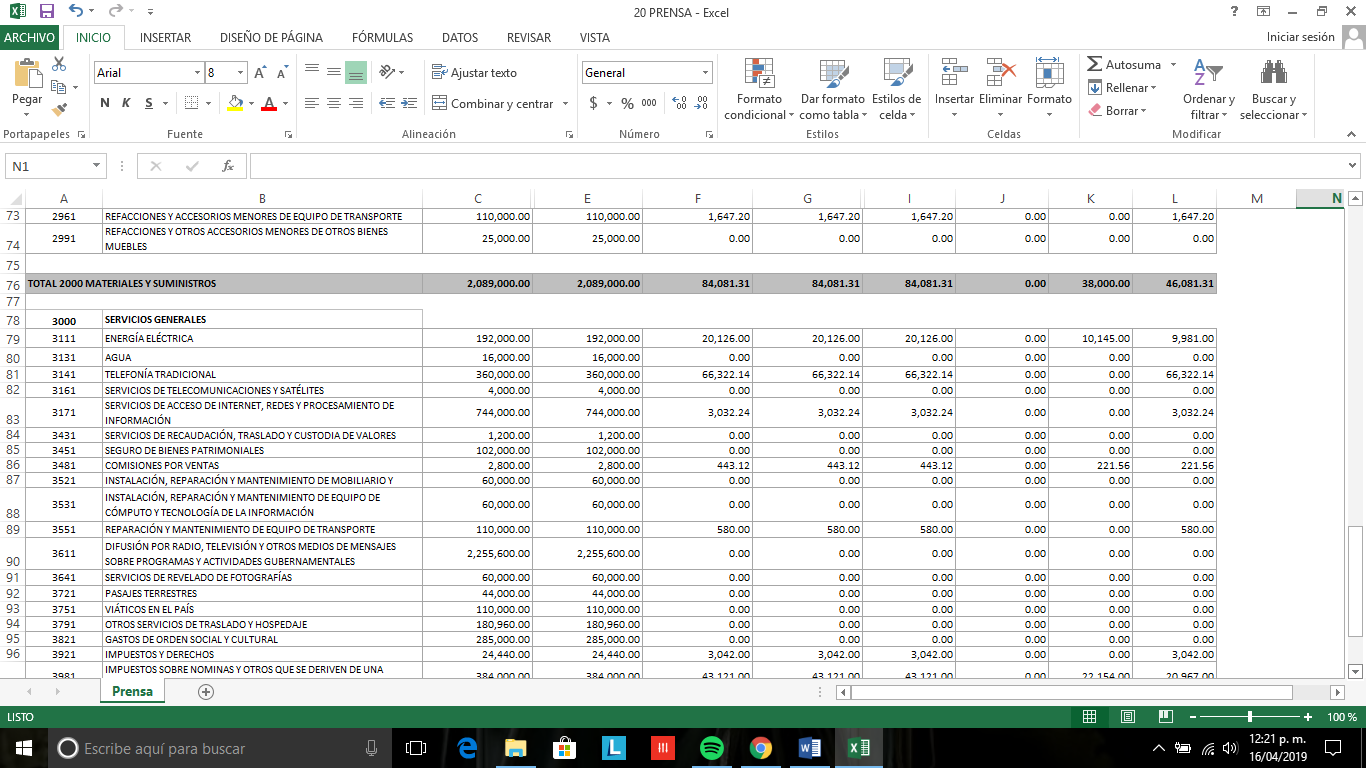 20 PRENSA - Excel
ARCHIVO INICIO INSERTAR DISEÑO DE PÁGINA FÓRMULAS DATOS REVISAR VISTA Iniciar sesión
Pegar
Portapapeles
Arial 8
N K S
Fuente
Ajustar texto
Combinar y centrar
Alineación
General
$ % 000
Número
Formato condicional
Dar formato como tabla
Estilos de celda
Estilos
Insertar Eliminar Formato
Celdas
Autosuma
Rellenar
Borrar
Ordenar y filtrar
Buscar y seleccionar
Modificar
N1 fx
A B C E F G I J K L M N
73 2961 REFACCIONES Y ACCESORIOS MENORES DE EQUIPO DE TRANSPORTE 110,000.00 110,000.00 1,647.20 1,647.20 1,647.20 0.00 0.00 1,647.20
74 2991 REFACCIONES Y OTROS ACCESORIOS MENORES DE OTROS BIENES
MUEBLES 25,000.00 25,000.00 0.00 0.00 0.00 0.00 0.00 0.00
75
76 TOTAL 2000 MATERIALES Y SUMINISTROS 2,089,000.00 2,089,000.00 84,081.31 84,081.31 84,081.31 0.00 38,000.00 46,081.31
77
78 3000 SERVICIOS GENERALES
79 3111 ENERGÍA ELÉCTRICA 192,000.00 192,000.00 20,126.00 20,126.00 20,126.00 0.00 10,145.00 9,981.00
80 3131 AGUA 16,000.00 16,000.00 0.00 0.00 0.00 0.00 0.00 0.00
81 3141 TELEFONÍA TRADICIONAL 360,000.00 360,000.00 66,322.14 66,322.14 66,322.14 0.00 0.00 66,322.14
82 3161 SERVICIOS DE TELECOMUNICACIONES Y SATÉLITES 4,000.00 4,000.00 0.00 0.00 0.00 0.00 0.00 0.00
83 3171 SERVICIOS DE ACCESO DE INTERNET, REDES Y PROCESAMIENTO DE
INFORMACIÓN 744,000.00 744,000.00 3,032.24 3,032.24 3,032.24 0.00 0.00 3,032.24
84 3431 SERVICIOS DE RECAUDACIÓN, TRASLADO Y CUSTODIA DE VALORES 1,200.00 1,200.00 0.00 0.00 0.00 0.00 0.00 0.00
85 3451 SEGURO DE BIENES PATRIMONIALES 102,000.00 102,000.00 0.00 0.00 0.00 0.00 0.00 0.00
86 3481 COMISIONES POR VENTAS 2,800.00 2,800.00 443.12 443.12 443.12 0.00 221.56 221.56
87 3521 INSTALACIÓN, REPARACIÓN Y MANTENIMIENTO DE MOBILIARIO Y 60,000.00 60,000.00 0.00 0.00 0.00 0.00 0.00 0.00
88 3531 INSTALACIÓN, REPARACIÓN Y MANTENIMIENTO DE EQUIPO DE
CÓMPUTO Y TECNOLOGÍA DE LA INFORMACIÓN 60,000.00 60,000.00 0.00 0.00 0.00 0.00 0.00 0.00
89 3551 REPARACIÓN Y MANTENIMIENTO DE EQUIPO DE TRANSPORTE 110,000.00 110,000.00 580.00 580.00 580.00 0.00 0.00 580.00
90 3611 DIFUSIÓN POR RADIO, TELEVISIÓN Y OTROS MEDIOS DE MENSAJES
SOBRE PROGRAMAS Y ACTIVIDADES GUBERNAMENTALES 2,255,600.00 2,255,600.00 0.00 0.00 0.00 0.00 0.00 0.00
91 3641 SERVICIOS DE REVELADO DE FOTOGRAFÍAS 60,000.00 60,000.00 0.00 0.00 0.00 0.00 0.00 0.00
92 3721 PASAJES TERRESTRES 44,000.00 44,000.00 0.00 0.00 0.00 0.00 0.00 0.00
93 3751 VIÁTICOS EN EL PAÍS 110,000.00 110,000.00 0.00 0.00 0.00 0.00 0.00 0.00
94 3791 OTROS SERVICIOS DE TRASLADO Y HOSPEDAJE 180,960.00 180,960.00 0.00 0.00 0.00 0.00 0.00 0.00
95 3821 GASTOS DE ORDEN SOCIAL Y CULTURAL 285,000.00 285,000.00 0.00 0.00 0.00 0.00 0.00 0.00
96 3921 IMPUESTOS Y DERECHOS 24,440.00 24,440.00 3,042.00 3,042.00 3,042.00 0.00 0.00 3,042.00
3981 IMPUESTOS SOBRE NOMINAS Y OTROS QUE SE DERIVEN DE UNA 384,000.00 384,000.00 43,121.00 43,121.00 43,121.00 0.00 22,154.00 20,967.00
Prensa
LISTO 100 %
Escribe aquí para buscar
12:21 p. m.
16/04/2019